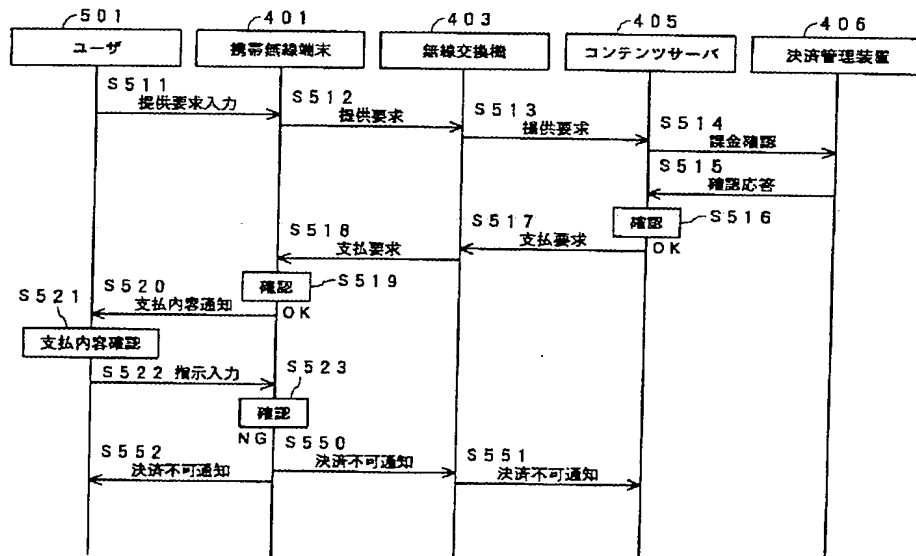 501
401
403
405
406
ユーザ
携帯無線端末
無線交換機
コンテンツサーバ
決済管理装置
S511
提供要求入力
S512
提供要求
S513
提供要求
S514
課金確認
S515
確認応答
確認
S516
OK
S517
支払要求
S518
支払要求
確認
S519
OK
S520
支払内容通知
S521
支払内容確認
S522 指示入力
S523
確認
NG
S550
決済不可通知
S551
決済不可通知
S552
決済不可通知